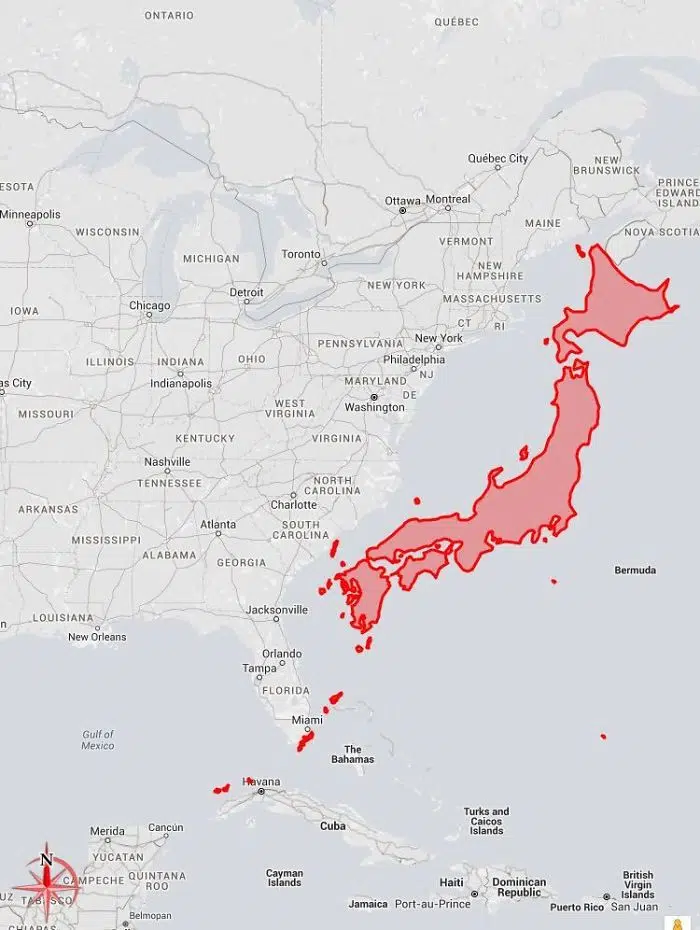 ONTARIO
QUÉBEC
Québec City
NEW
BRUNSWICK
PRINCE
EDWARD
ISLAND
ESOTA
Minneapolis
Ottawa
Montreal
WISCONSIN
MAINE
NOVA SCOTIA
VERMONT
MICHIGAN
Toronto
NEW
HAMPSHIRE
NEW YORK
Detroit
MASSACHUSETTS
Chicago
IOWA
CT
RI
PENNSYLVANIA
New York
ILLINOIS
INDIANA
OHIO
Philadelphia
NJ
Indianapolis
as City
MARYLAND
DE
Washington
WEST
VIRGINIA
MISSOURI
KENTUCKY
VIRGINIA
Nashville
TENNESSEE
NORTH
CAROLINA
Charlotte
ARKANSAS
Atlanta
SOUTH
CAROLINA
MISSISSIPPI
ALABAMA
GEORGIA
Bermuda
Jacksonville
LOUISIANA
n
New Orleans
Orlando
Tampa
FLORIDA
Miami
Gulf of
Mexico
The
Bahamas
Havana
Turks and
Caicos
Islands
Cuba
Merida
Cancún
N
YUCATAN
CAMPECHE
QUINTANA
ROO
Cayman
Islands
Haiti
Dominican
Republic
British
Virgin
Islands
UZ
TABASCO
Jamaica
Port-au-Prince
Puerto Rico
San Juan
Belmopan
CHIAPAS